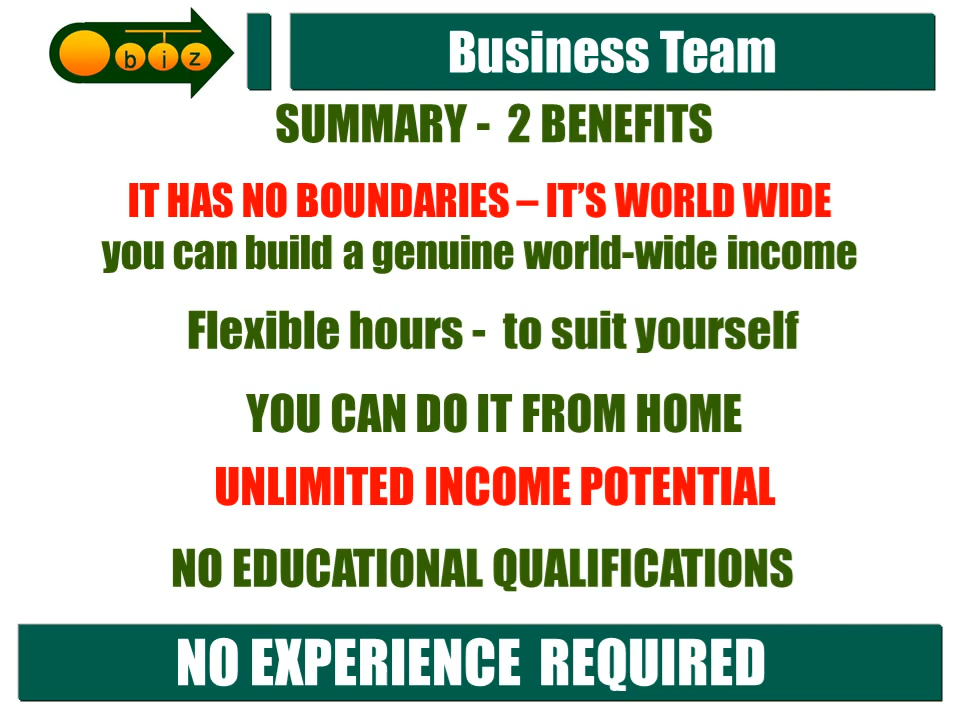 biz
Business Team
SUMMARY - 2 BENEFITS
IT HAS NO BOUNDARIES – IT’S WORLD WIDE
you can build a genuine world-wide income
Flexible hours - to suit yourself
YOU CAN DO IT FROM HOME
UNLIMITED INCOME POTENTIAL
NO EDUCATIONAL QUALIFICATIONS
NO EXPERIENCE REQUIRED